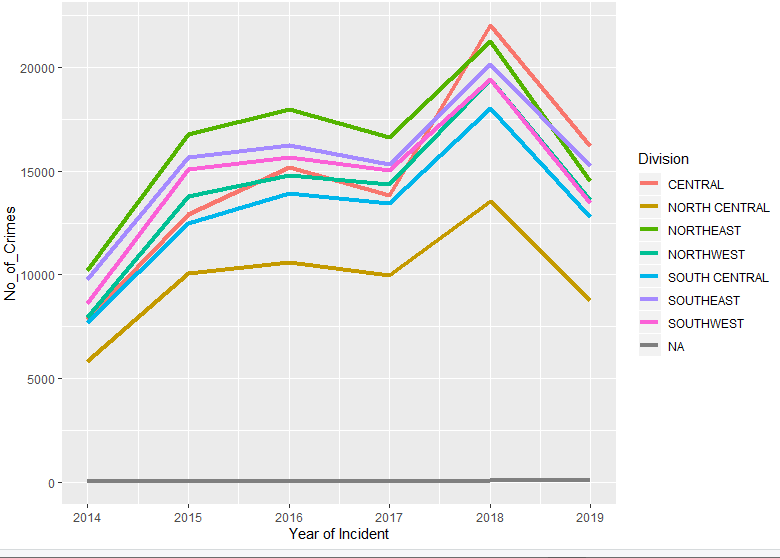 No_of_Crimes
20000
15000
10000
5000
0
2014 2015 2016 2017 2018 2019
Year of Incident
Division
CENTRAL
NORTH CENTRAL
NORTHEAST
NORTHWEST
SOUTH CENTRAL
SOUTHEAST
SOUTHWEST
NA